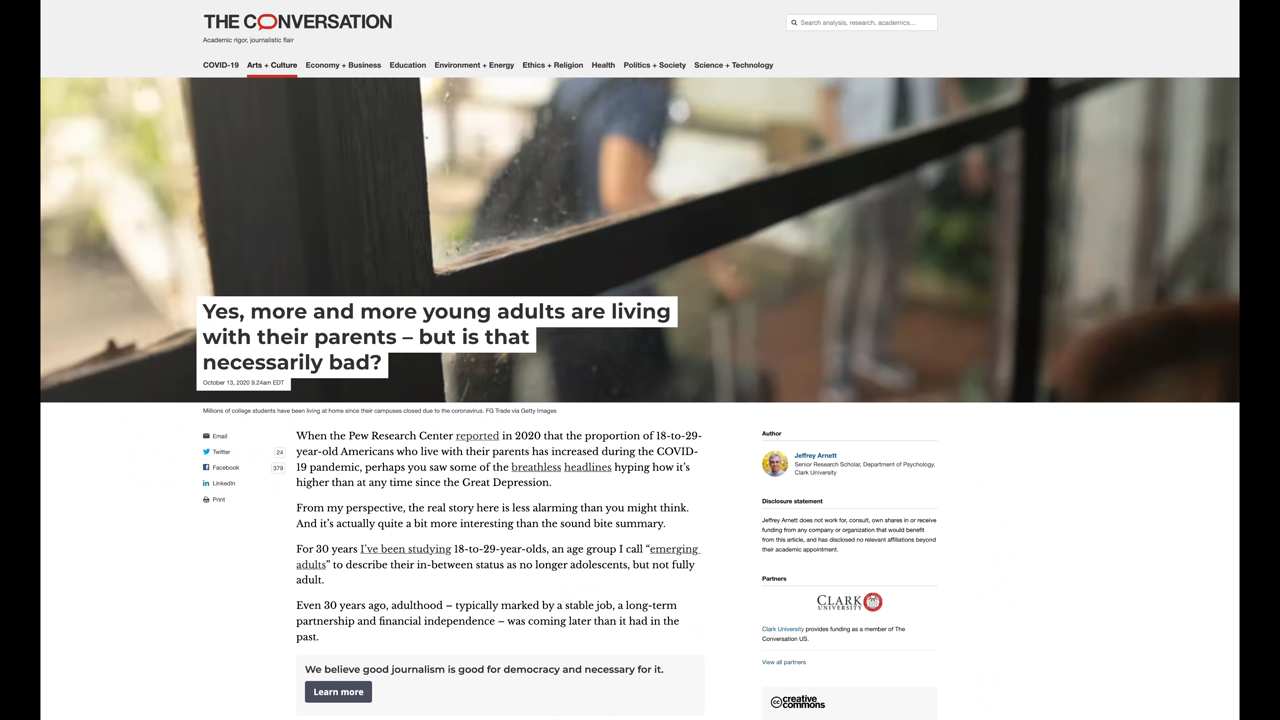 THE CONVERSATION
Academic rigor, journalistic flair
Search analysis, research, academics...
COVID-19 Arts + Culture Economy + Business Education Environment + Energy Ethics + Religion Health Politics + Society Science + Technology
Yes, more and more young adults are living
with their parents – but is that
necessarily bad?
October 13, 2020 9.24am EDT
Millions of college students have been living at home since their campuses closed due to the coronavirus. FG Trade via Getty Images
Email
Twitter 24
Facebook 379
LinkedIn
Print
When the Pew Research Center reported in 2020 that the proportion of 18-to-29-
year-old Americans who live with their parents has increased during the COVID-
19 pandemic, perhaps you saw some of the breathless headlines hyping how it's
higher than at any time since the Great Depression.
From my perspective, the real story here is less alarming than you might think.
And it's actually quite a bit more interesting than the sound bite summary.
For 30 years I've been studying 18-to-29-year-olds, an age group I call “emerging
adults” to describe their in-between status as no longer adolescents, but not fully
adult.
Even 30 years ago, adulthood – typically marked by a stable job, a long-term
partnership and financial independence – was coming later than it had in the
past.
We believe good journalism is good for democracy and necessary for it.
Learn more
Author
Jeffrey Arnett
Senior Research Scholar, Department of Psychology,
Clark University
Disclosure statement
Jeffrey Arnett does not work for, consult, own shares in or receive
funding from any company or organization that would benefit
from this article, and has disclosed no relevant affiliations beyond
their academic appointment.
Partners
CLARK
UNIVERSITY
Clark University provides funding as a member of The
Conversation US.
View all partners
cc creative
commons